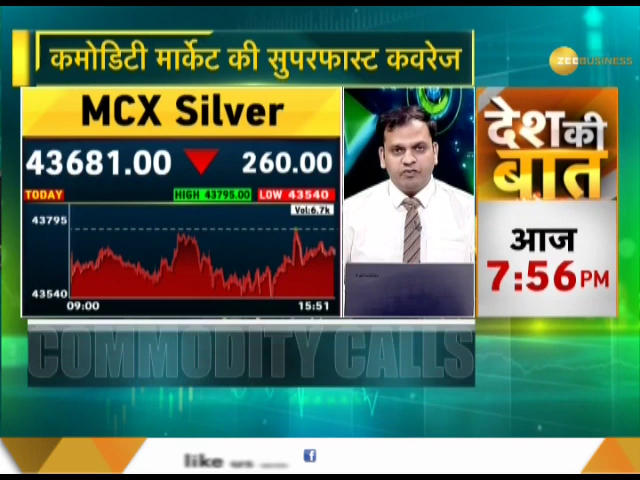 कमोडिटी मार्केट की सुपरफास्ट कवरेज
ZEEBUSINESS
MCX Silver
43681.00 260.00
TODAY HIGH 43795.00 LOW 43540
Vol:6.7k
43795
43540
09:00 15:51
देश की
बात
आज
7:56 PM
COMMODITY CALLS
like us